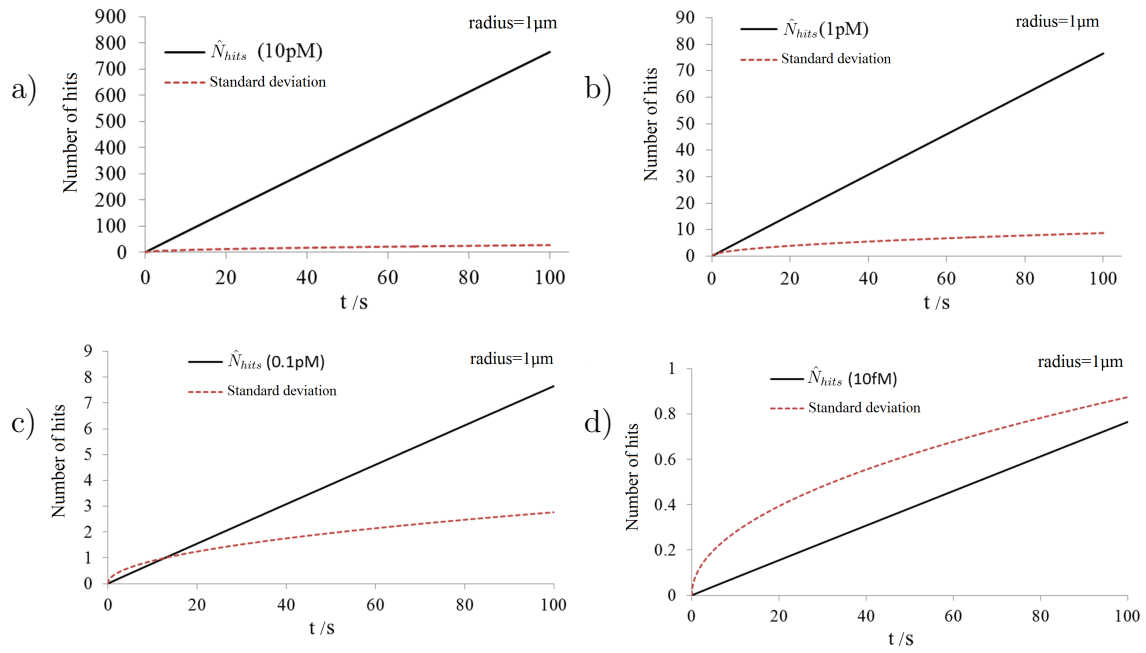 a)
Number of hits
900
800
700
600
500
400
300
200
100
0
radius=1μm
N̂hits (10pM)
Standard deviation
0 20 40 60 80 100
t /s
b)
Number of hits
90
80
70
60
50
40
30
20
10
0
radius=1μm
N̂hits (1pM)
Standard deviation
0 20 40 60 80 100
t /s
c)
Number of hits
9
8
7
6
5
4
3
2
1
0
radius=1μm
N̂hits (0.1pM)
Standard deviation
0 20 40 60 80 100
t /s
d)
Number of hits
1
0.8
0.6
0.4
0.2
0
radius=1μm
N̂hits (10fM)
Standard deviation
0 20 40 60 80 100
t /s